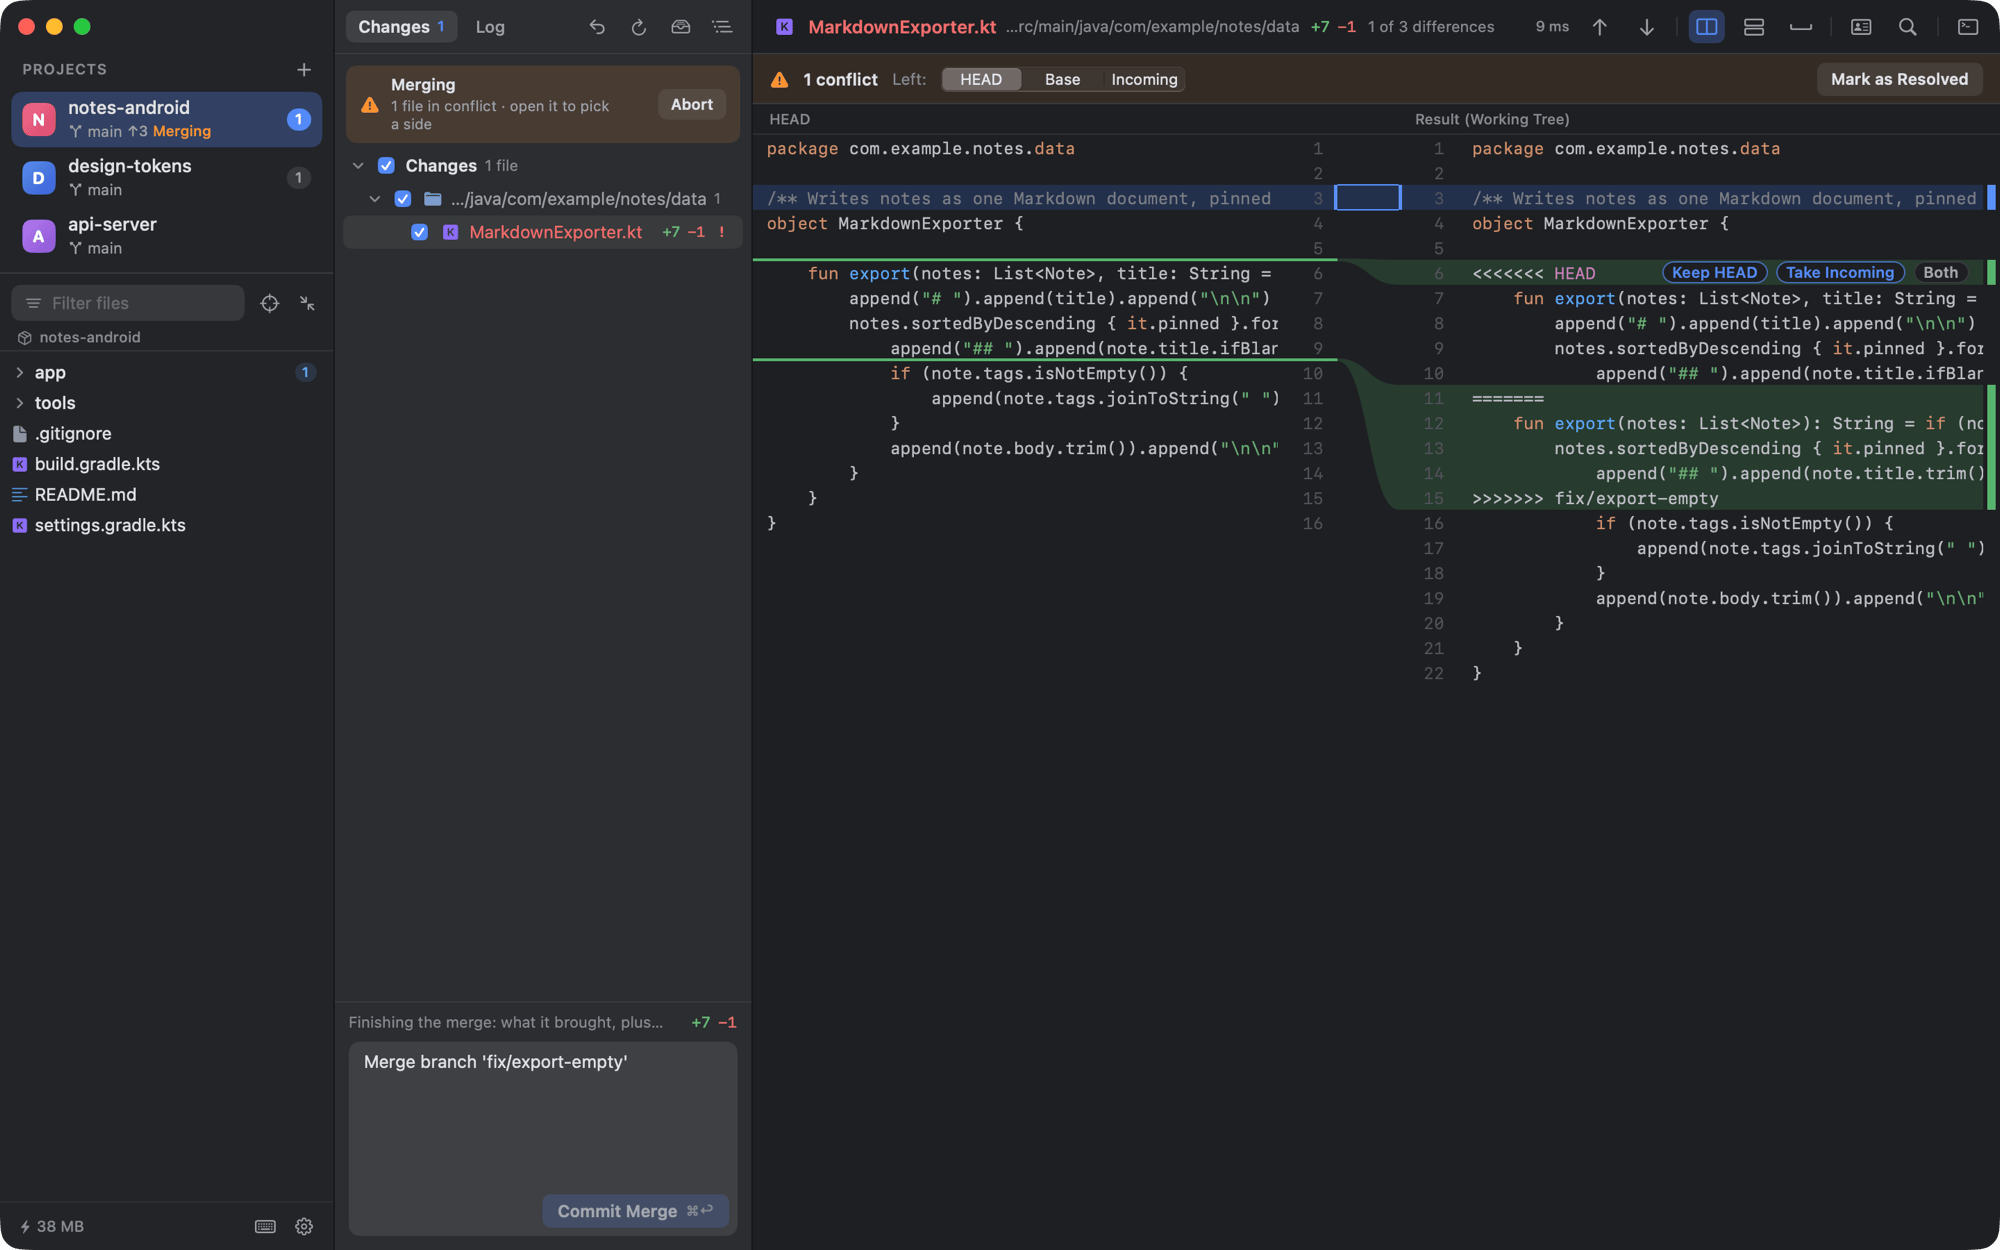 PROJECTS
N
notes-android
main ↑3 Merging
1
D
design-tokens
main
1
A
api-server
main
Filter files
notes-android
app
1
tools
.gitignore
K build.gradle.kts
README.md
K settings.gradle.kts
38 MB
Changes 1
Log
Merging
1 file in conflict · open it to pick
a side
Abort
Changes 1 file
.../java/com/example/notes/data 1
K MarkdownExporter.kt +7 −1 !
Finishing the merge: what it brought, plus... +7 −1
Merge branch 'fix/export-empty'
Commit Merge ⌘↩
K MarkdownExporter.kt ...rc/main/java/com/example/notes/data +7 −1 1 of 3 differences
9 ms
1 conflict Left: HEAD Base Incoming
Mark as Resolved
HEAD
package com.example.notes.data 1
2
/** Writes notes as one Markdown document, pinned 3
object MarkdownExporter { 4
5
fun export(notes: List<Note>, title: String = 6
append("# ").append(title).append("\n\n") 7
notes.sortedByDescending { it.pinned }.for 8
append("## ").append(note.title.ifBlan 9
if (note.tags.isNotEmpty()) { 10
append(note.tags.joinToString(" ") 11
} 12
append(note.body.trim()).append("\n\n" 13
} 14
} 15
} 16
Result (Working Tree)
1 package com.example.notes.data
2
3 /** Writes notes as one Markdown document, pinned
4 object MarkdownExporter {
5
6 <<<<<<< HEAD Keep HEAD Take Incoming Both
7 fun export(notes: List<Note>, title: String =
8 append("# ").append(title).append("\n\n")
9 notes.sortedByDescending { it.pinned }.for
10 append("## ").append(note.title.ifBlan
11 =======
12 fun export(notes: List<Note>): String = if (no
13 notes.sortedByDescending { it.pinned }.for
14 append("## ").append(note.title.trim()
15 >>>>>>> fix/export-empty
16 if (note.tags.isNotEmpty()) {
17 append(note.tags.joinToString(" ")
18 }
19 append(note.body.trim()).append("\n\n"
20 }
21 }
22 }